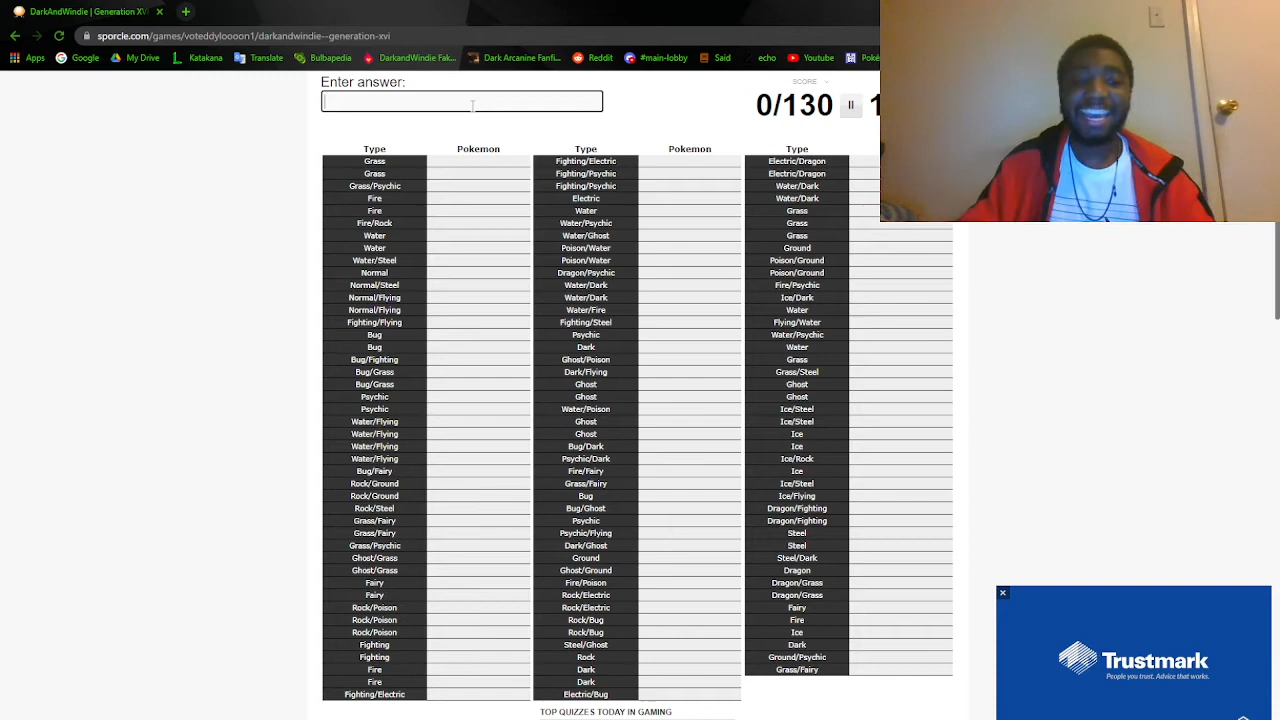 DarkAndWindie | Generation XVI
sporcle.com/games/voteddyloooon1/darkandwindie--generation-xvi
Apps Google My Drive Katakana Translate Bulbapedia DarkandWindie Fak... Dark Arcanine Fanfi... Reddit #main-lobby Said echo Youtube
Enter answer:
SCORE
0/130
Type Pokemon Type Pokemon Type
Grass Fighting/Electric Electric/Dragon
Grass Fighting/Psychic Electric/Dragon
Grass/Psychic Fighting/Psychic Water/Dark
Fire Electric Water/Dark
Fire Water Grass
Fire/Rock Water/Psychic Grass
Water Water/Ghost Grass
Water Poison/Water Ground
Water/Steel Poison/Water Poison/Ground
Normal Dragon/Psychic Poison/Ground
Normal/Steel Water/Dark Fire/Psychic
Normal/Flying Water/Dark Ice/Dark
Normal/Flying Water/Fire Water
Fighting/Flying Fighting/Steel Flying/Water
Bug Psychic Water/Psychic
Bug Dark Water
Bug/Fighting Ghost/Poison Grass
Bug/Grass Dark/Flying Grass/Steel
Bug/Grass Ghost Ghost
Psychic Ghost Ghost
Psychic Water/Poison Ice/Steel
Water/Flying Ghost Ice/Steel
Water/Flying Ghost Ice
Water/Flying Bug/Dark Ice
Water/Flying Psychic/Dark Ice/Rock
Bug/Fairy Fire/Fairy Ice
Rock/Ground Grass/Fairy Ice/Steel
Rock/Ground Bug Ice/Flying
Rock/Steel Bug/Ghost Dragon/Fighting
Grass/Fairy Psychic Dragon/Fighting
Grass/Fairy Psychic/Flying Steel
Grass/Psychic Dark/Ghost Steel
Ghost/Grass Ground Steel/Dark
Ghost/Grass Ghost/Ground Dragon
Fairy Fire/Poison Dragon/Grass
Fairy Rock/Electric Dragon/Grass
Rock/Poison Rock/Electric Fairy
Rock/Poison Rock/Bug Fire
Rock/Poison Rock/Bug Ice
Fighting Steel/Ghost Dark
Fighting Rock Ground/Psychic
Fire Dark Grass/Fairy
Fire Dark
Fighting/Electric Electric/Bug
TOP QUIZZES TODAY IN GAMING
Trustmark
People you trust. Advice that works.